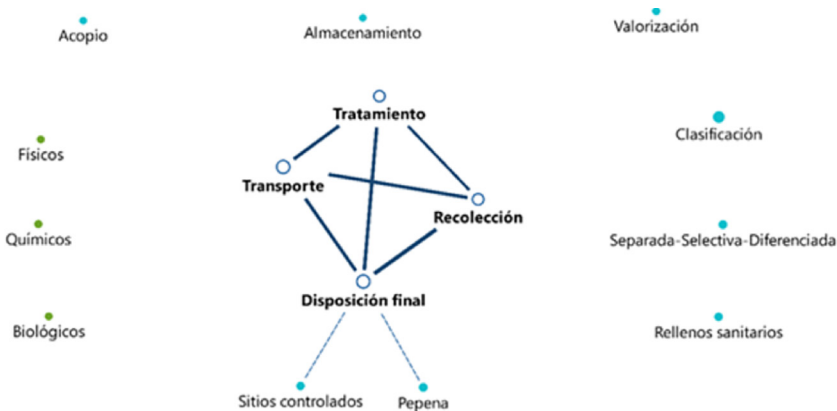 Acopio
Almacenamiento
Valorización
Tratamiento
Clasificación
Físicos
Transporte
Recolección
Químicos
Separada-Selectiva-Diferenciada
Disposición final
Biológicos
Rellenos sanitarios
Sitios controlados
Pepena